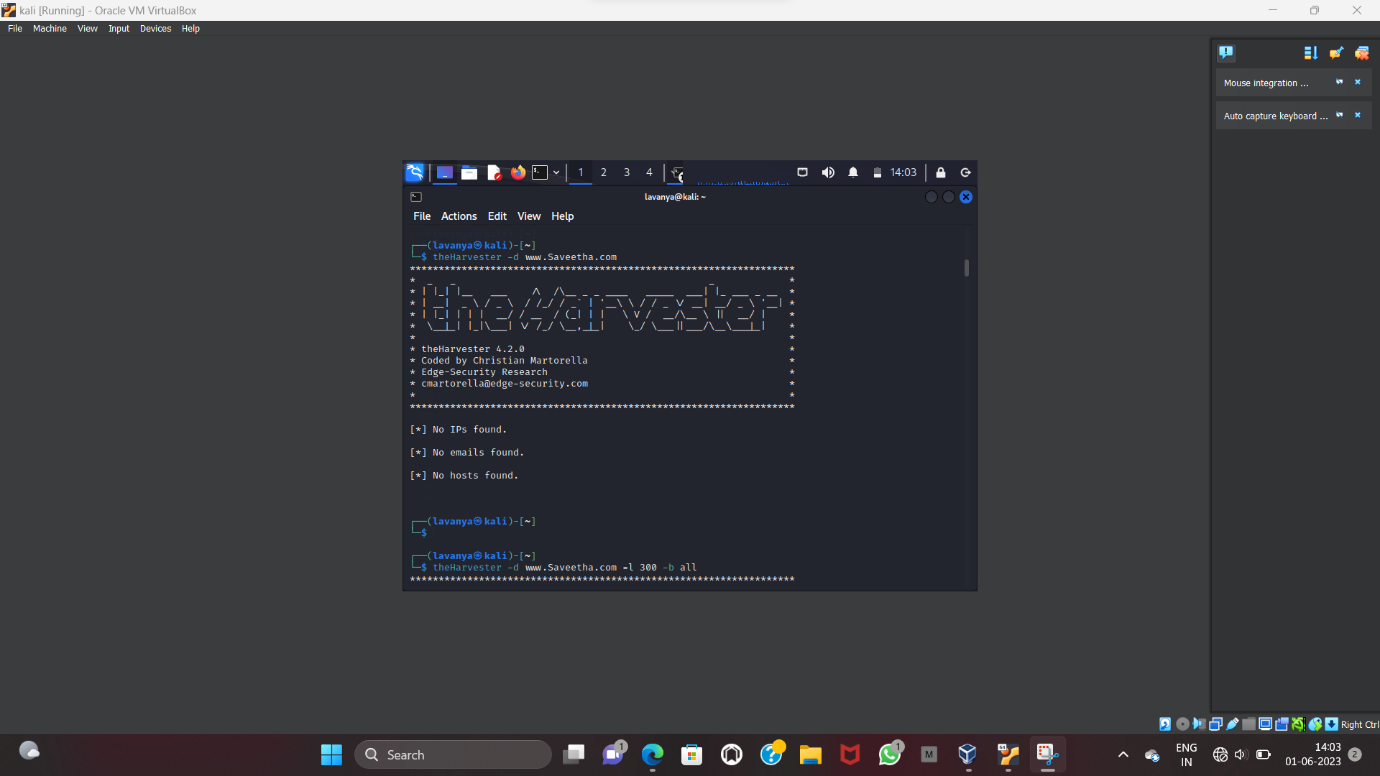 kali [Running] - Oracle VM VirtualBox
File Machine View Input Devices Help
Mouse integration ...
Auto capture keyboard ...
1 2 3 4 14:03
lavanya@kali: ~
File Actions Edit View Help
(lavanya㉿kali)-[~]
$ theHarvester -d www.Saveetha.com
*******************************************************************
theHarvester
* theHarvester 4.2.0 *
* Coded by Christian Martorella *
* Edge-Security Research *
* cmartorella@edge-security.com *
* *
*******************************************************************
[*] No IPs found.
[*] No emails found.
[*] No hosts found.
(lavanya㉿kali)-[~]
$
(lavanya㉿kali)-[~]
$ theHarvester -d www.Saveetha.com -l 300 -b all
*******************************************************************
Right Ctrl
Search
1
1
M
ENG
IN
14:03
01-06-2023
2